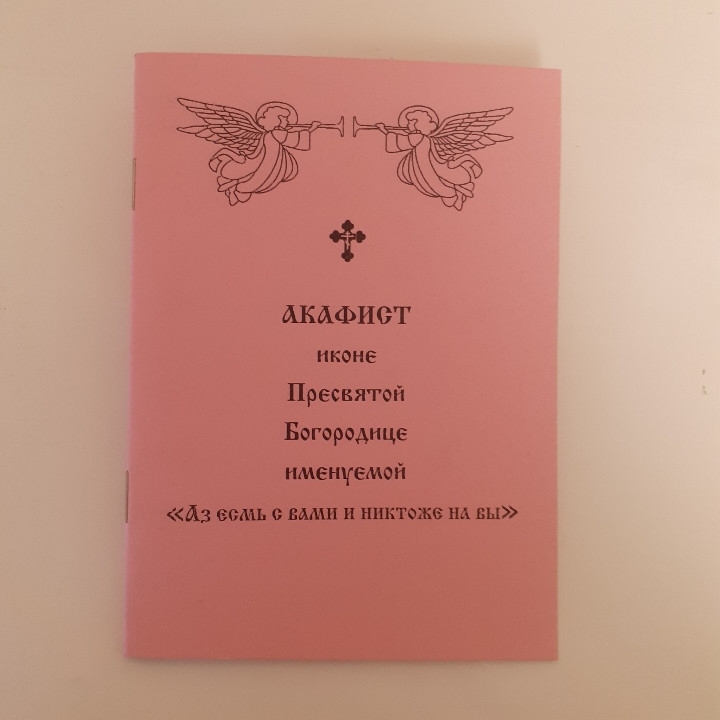 АКАФИСТ
иконе
Пресвятой
Богородице
именуемой
«Аз есмь с вами и никтоже на вы»